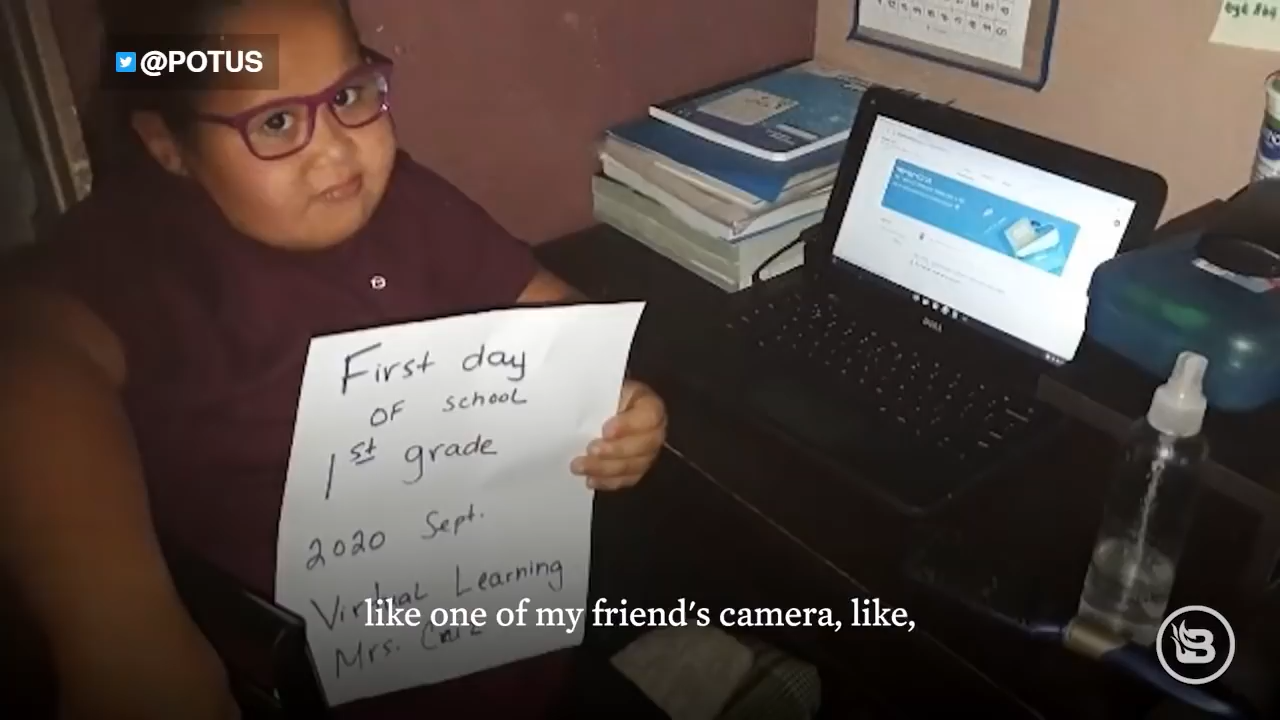 @POTUS
First day
OF school
1st grade
2020 Sept.
Virtual Learning
Mrs.
like one of my friend's camera, like,
DELL